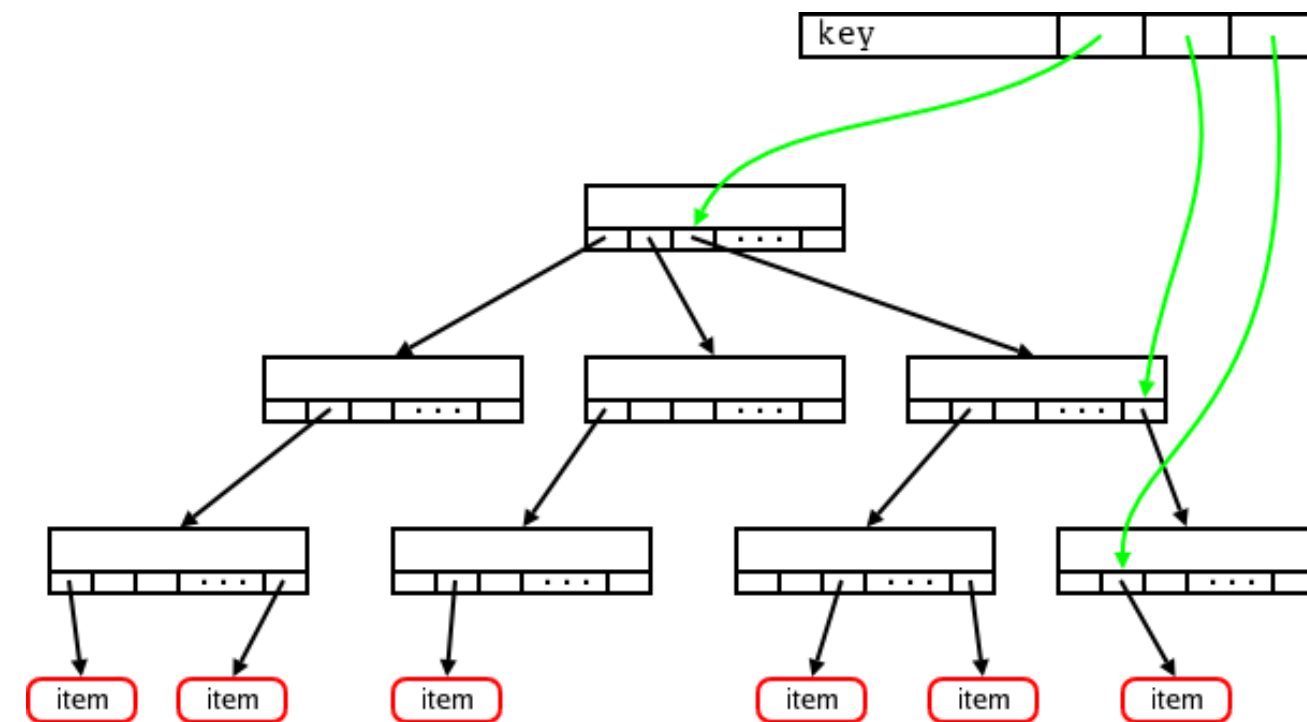 key
. . .
. . .
. . .
. . .
. . .
. . .
. . .
. . .
item
item
item
item
item
item